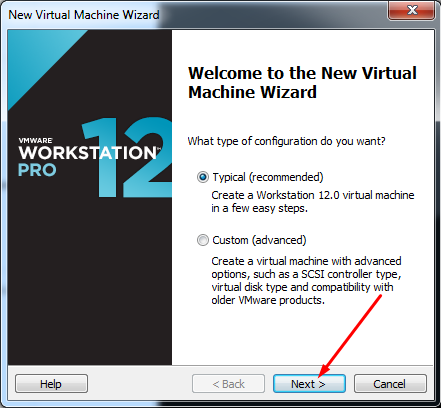 New Virtual Machine Wizard
VMWARE
WORKSTATION™
PRO
12
Welcome to the New Virtual
Machine Wizard
What type of configuration do you want?
Typical (recommended)
Create a Workstation 12.0 virtual machine
in a few easy steps.
Custom (advanced)
Create a virtual machine with advanced
options, such as a SCSI controller type,
virtual disk type and compatibility with
older VMware products.
Help
< Back
Next >
Cancel